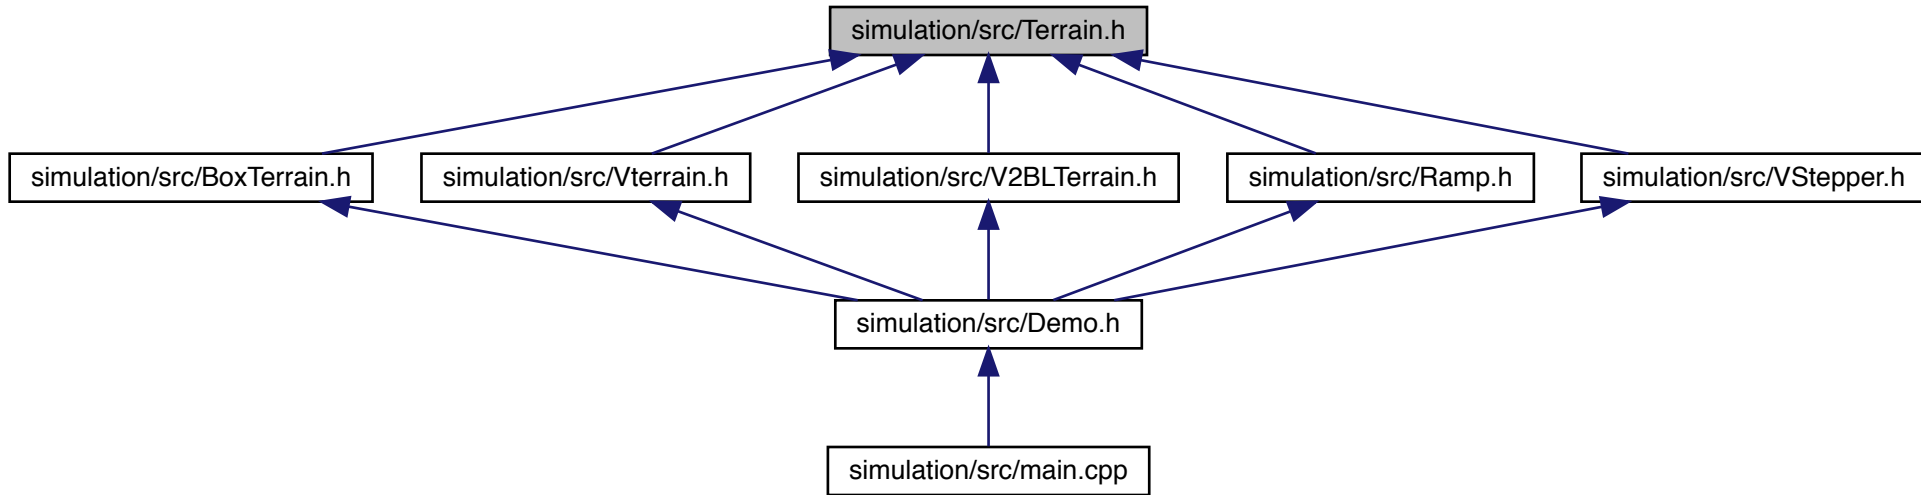 simulation/src/Terrain.h
simulation/src/BoxTerrain.h
simulation/src/Vterrain.h
simulation/src/V2BLTerrain.h
simulation/src/Ramp.h
simulation/src/VStepper.h
simulation/src/Demo.h
simulation/src/main.cpp